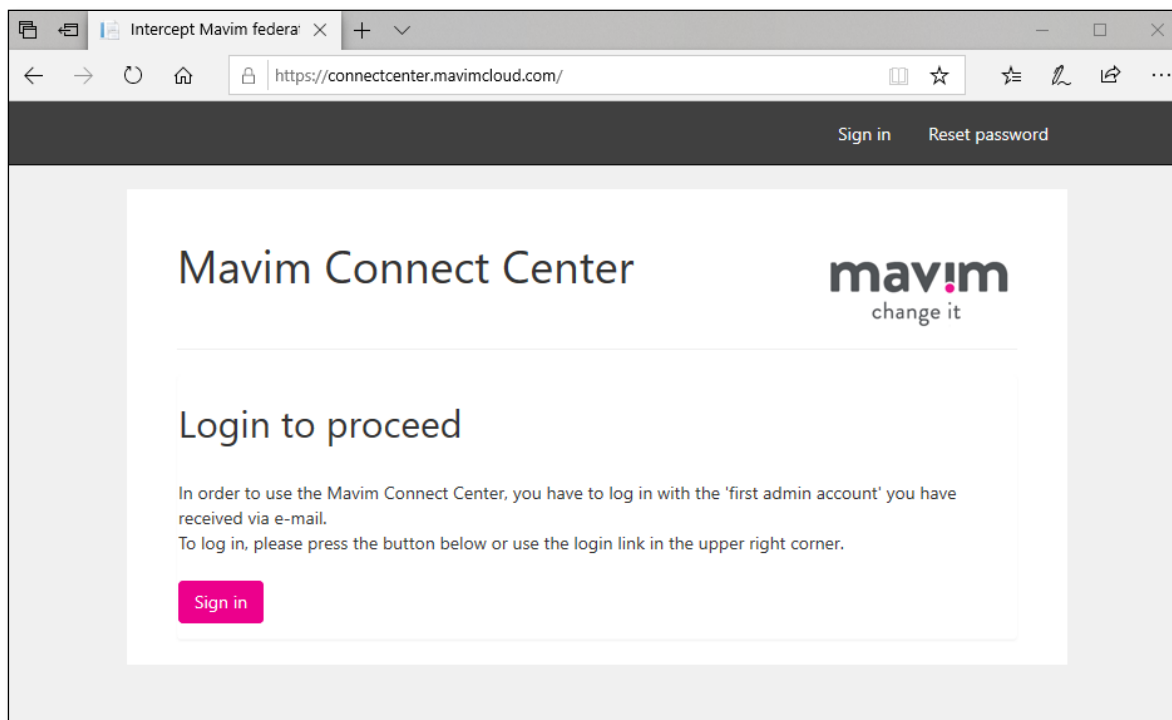 Intercept Mavim federat
https://connectcenter.mavimcloud.com/
Sign in Reset password
Mavim Connect Center
mavim
change it
Login to proceed
In order to use the Mavim Connect Center, you have to log in with the 'first admin account' you have
received via e-mail.
To log in, please press the button below or use the login link in the upper right corner.
Sign in